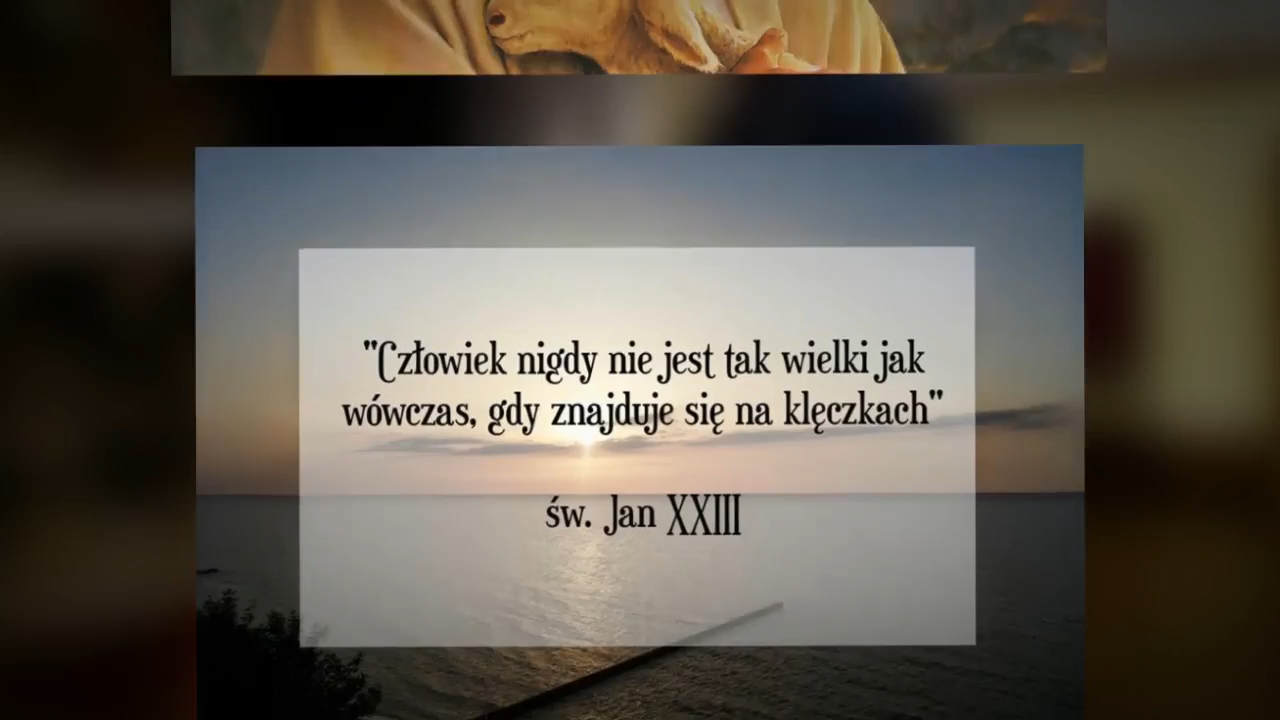 "Człowiek nigdy nie jest tak wielki jak
wówczas, gdy znajduje się na klęczkach"
św. Jan XXIII